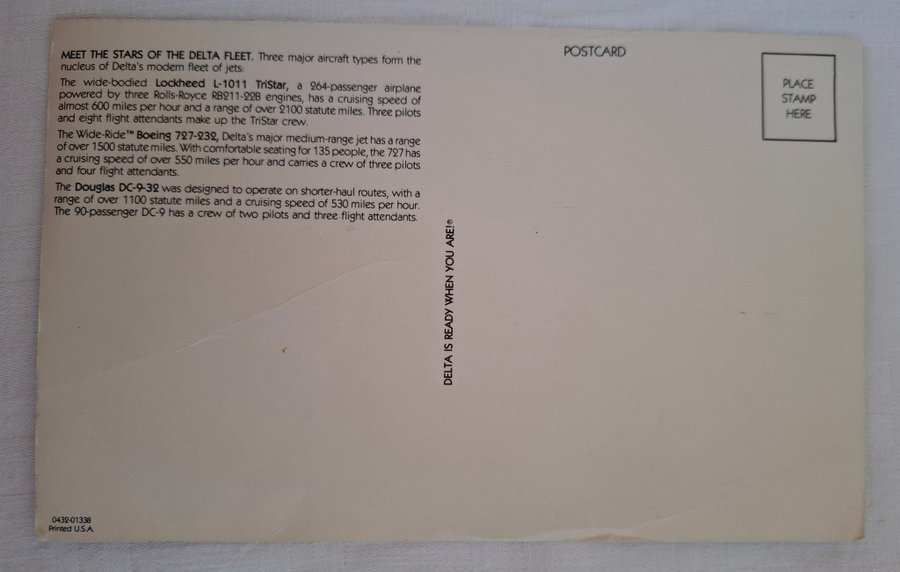 MEET THE STARS OF THE DELTA FLEET. Three major aircraft types form the
nucleus of Delta's modern fleet of jets:
The wide-bodied Lockheed L-1011 TriStar, a 264-passenger airplane
powered by three Rolls-Royce RB211-22B engines, has a cruising speed of
almost 600 miles per hour and a range of over 2100 statute miles. Three pilots
and eight flight attendants make up the TriStar crew.
The Wide-Ride™ Boeing 727-232, Delta's major medium-range jet has a range
of over 1500 statute miles. With comfortable seating for 135 people, the 727 has
a cruising speed of over 550 miles per hour and carries a crew of three pilots
and four flight attendants.
The Douglas DC-9-32 was designed to operate on shorter-haul routes, with a
range of over 1100 statute miles and a cruising speed of 530 miles per hour.
The 90-passenger DC-9 has a crew of two pilots and three flight attendants.
0432-01338
Printed U.S.A.
DELTA IS READY WHEN YOU ARE!®
POSTCARD
PLACE
STAMP
HERE